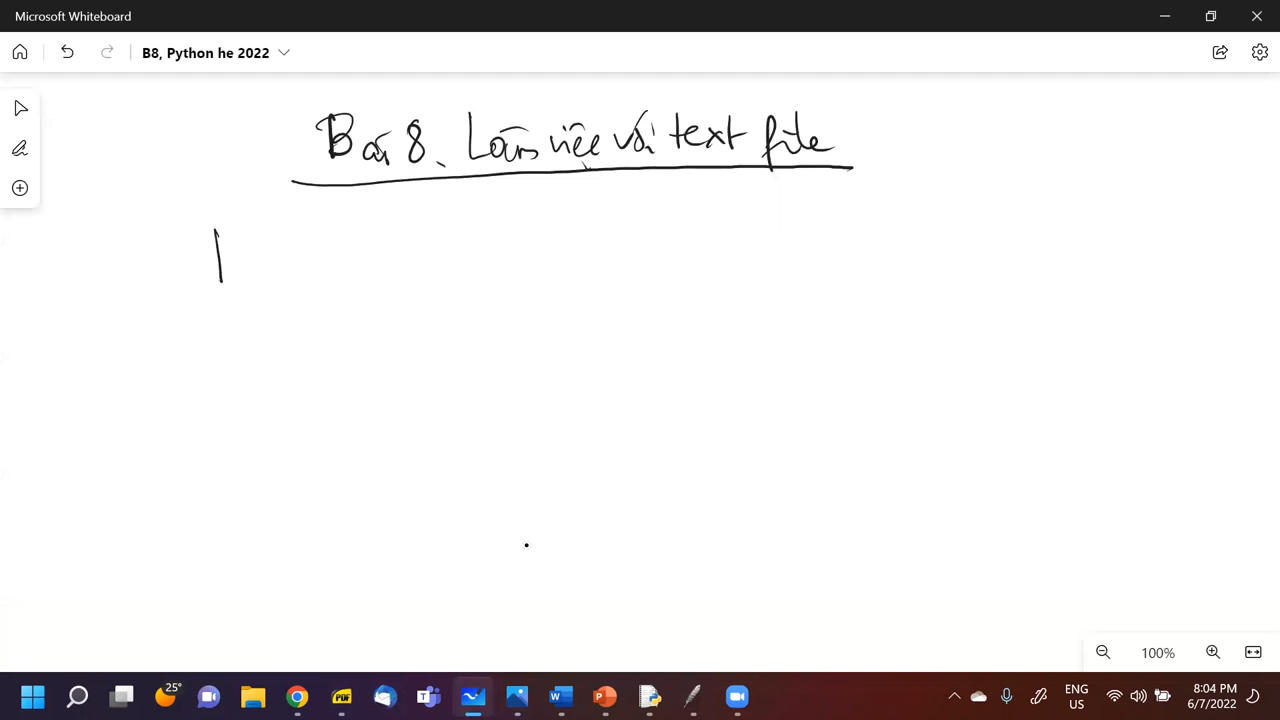 Microsoft Whiteboard
B8, Python he 2022
Bài 8. Làm việc với text file
100%
25°
ENG
US
8:04 PM
6/7/2022